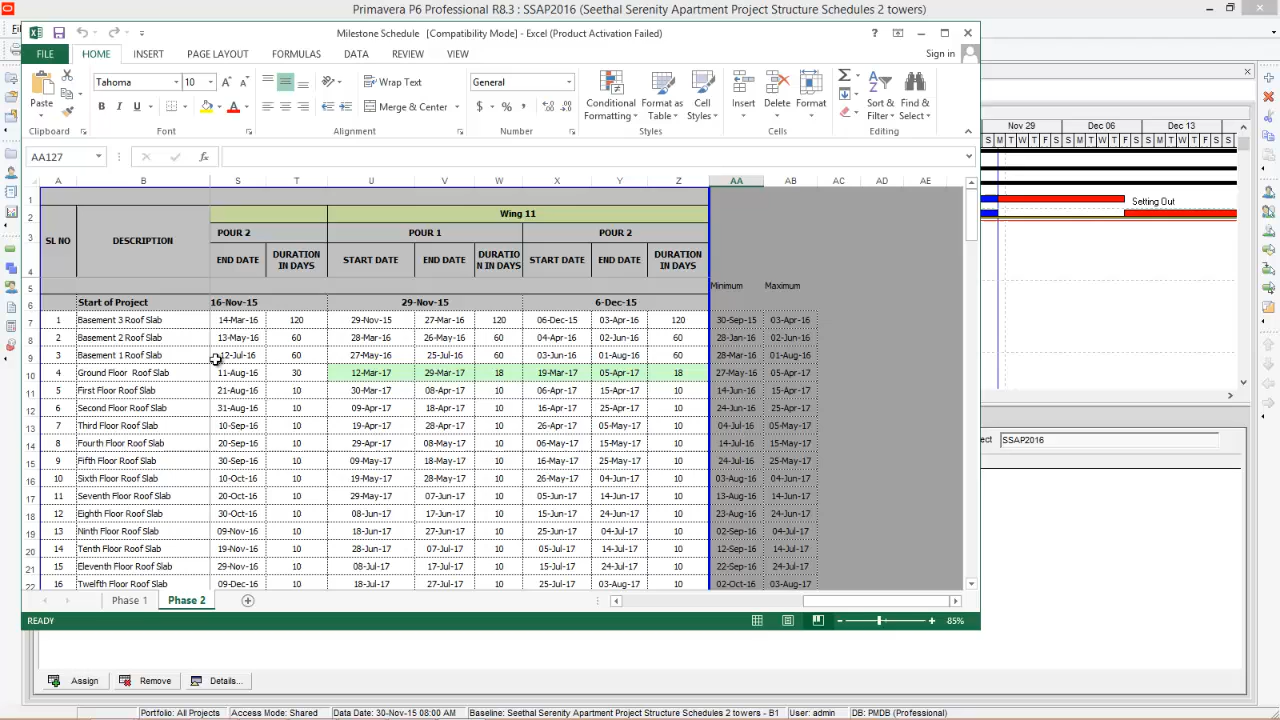 Primavera P6 Professional R8.3 : SSAP2016 (Seethal Serenity Apartment Project Structure Schedules 2 towers)
Milestone Schedule [Compatibility Mode] - Excel (Product Activation Failed)
FILE HOME INSERT PAGE LAYOUT FORMULAS DATA REVIEW VIEW Sign in
Tahoma 10 Wrap Text General
Paste Merge & Center Conditional Formatting Format as Table Cell Styles Insert Delete Format Sort & Filter Find & Select
Clipboard Font Alignment Number Styles Cells Editing
Nov 29 Dec 06 Dec 13
S M T W T F S S M T W T F S S M T W T F S S
AA127
A B S T U V W X Y Z AA AB AC AD AE
1
Setting Out
2 Wing 11
3 SL NO DESCRIPTION POUR 2 POUR 1 POUR 2
4 END DATE DURATION IN DAYS START DATE END DATE DURATIO N IN DAYS START DATE END DATE DURATION IN DAYS
5 Minimum Maximum
6 Start of Project 16-Nov-15 29-Nov-15 6-Dec-15
7 1 Basement 3 Roof Slab 14-Mar-16 120 29-Nov-15 27-Mar-16 120 06-Dec-15 03-Apr-16 120 30-Sep-15 03-Apr-16
8 2 Basement 2 Roof Slab 13-May-16 60 28-Mar-16 26-May-16 60 04-Apr-16 02-Jun-16 60 28-Jan-16 02-Jun-16
9 3 Basement 1 Roof Slab 12-Jul-16 60 27-May-16 25-Jul-16 60 03-Jun-16 01-Aug-16 60 28-Mar-16 01-Aug-16
10 4 Ground Floor Roof Slab 11-Aug-16 30 12-Mar-17 29-Mar-17 18 19-Mar-17 05-Apr-17 18 27-May-16 05-Apr-17
11 5 First Floor Roof Slab 21-Aug-16 10 30-Mar-17 08-Apr-17 10 06-Apr-17 15-Apr-17 10 14-Jun-16 15-Apr-17
12 6 Second Floor Roof Slab 31-Aug-16 10 09-Apr-17 18-Apr-17 10 16-Apr-17 25-Apr-17 10 24-Jun-16 25-Apr-17
13 7 Third Floor Roof Slab 10-Sep-16 10 19-Apr-17 28-Apr-17 10 26-Apr-17 05-May-17 10 04-Jul-16 05-May-17
14 8 Fourth Floor Roof Slab 20-Sep-16 10 29-Apr-17 08-May-17 10 06-May-17 15-May-17 10 14-Jul-16 15-May-17
15 9 Fifth Floor Roof Slab 30-Sep-16 10 09-May-17 18-May-17 10 16-May-17 25-May-17 10 24-Jul-16 25-May-17
16 10 Sixth Floor Roof Slab 10-Oct-16 10 19-May-17 28-May-17 10 26-May-17 04-Jun-17 10 03-Aug-16 04-Jun-17
17 11 Seventh Floor Roof Slab 20-Oct-16 10 29-May-17 07-Jun-17 10 05-Jun-17 14-Jun-17 10 13-Aug-16 14-Jun-17
18 12 Eighth Floor Roof Slab 30-Oct-16 10 08-Jun-17 17-Jun-17 10 15-Jun-17 24-Jun-17 10 23-Aug-16 24-Jun-17
19 13 Ninth Floor Roof Slab 09-Nov-16 10 18-Jun-17 27-Jun-17 10 25-Jun-17 04-Jul-17 10 02-Sep-16 04-Jul-17
20 14 Tenth Floor Roof Slab 19-Nov-16 10 28-Jun-17 07-Jul-17 10 05-Jul-17 14-Jul-17 10 12-Sep-16 14-Jul-17
21 15 Eleventh Floor Roof Slab 29-Nov-16 10 08-Jul-17 17-Jul-17 10 15-Jul-17 24-Jul-17 10 22-Sep-16 24-Jul-17
22 16 Twelfth Floor Roof Slab 09-Dec-16 10 18-Jul-17 27-Jul-17 10 25-Jul-17 03-Aug-17 10 02-Oct-16 03-Aug-17
ect SSAP2016
Phase 1 Phase 2
READY 85%
Assign Remove Details...
Portfolio: All Projects Access Mode: Shared Data Date: 30-Nov-15 08:00 AM Baseline: Seethal Serenity Apartment Project Structure Schedules 2 towers - B1 User: admin DB: PMDB (Professional)